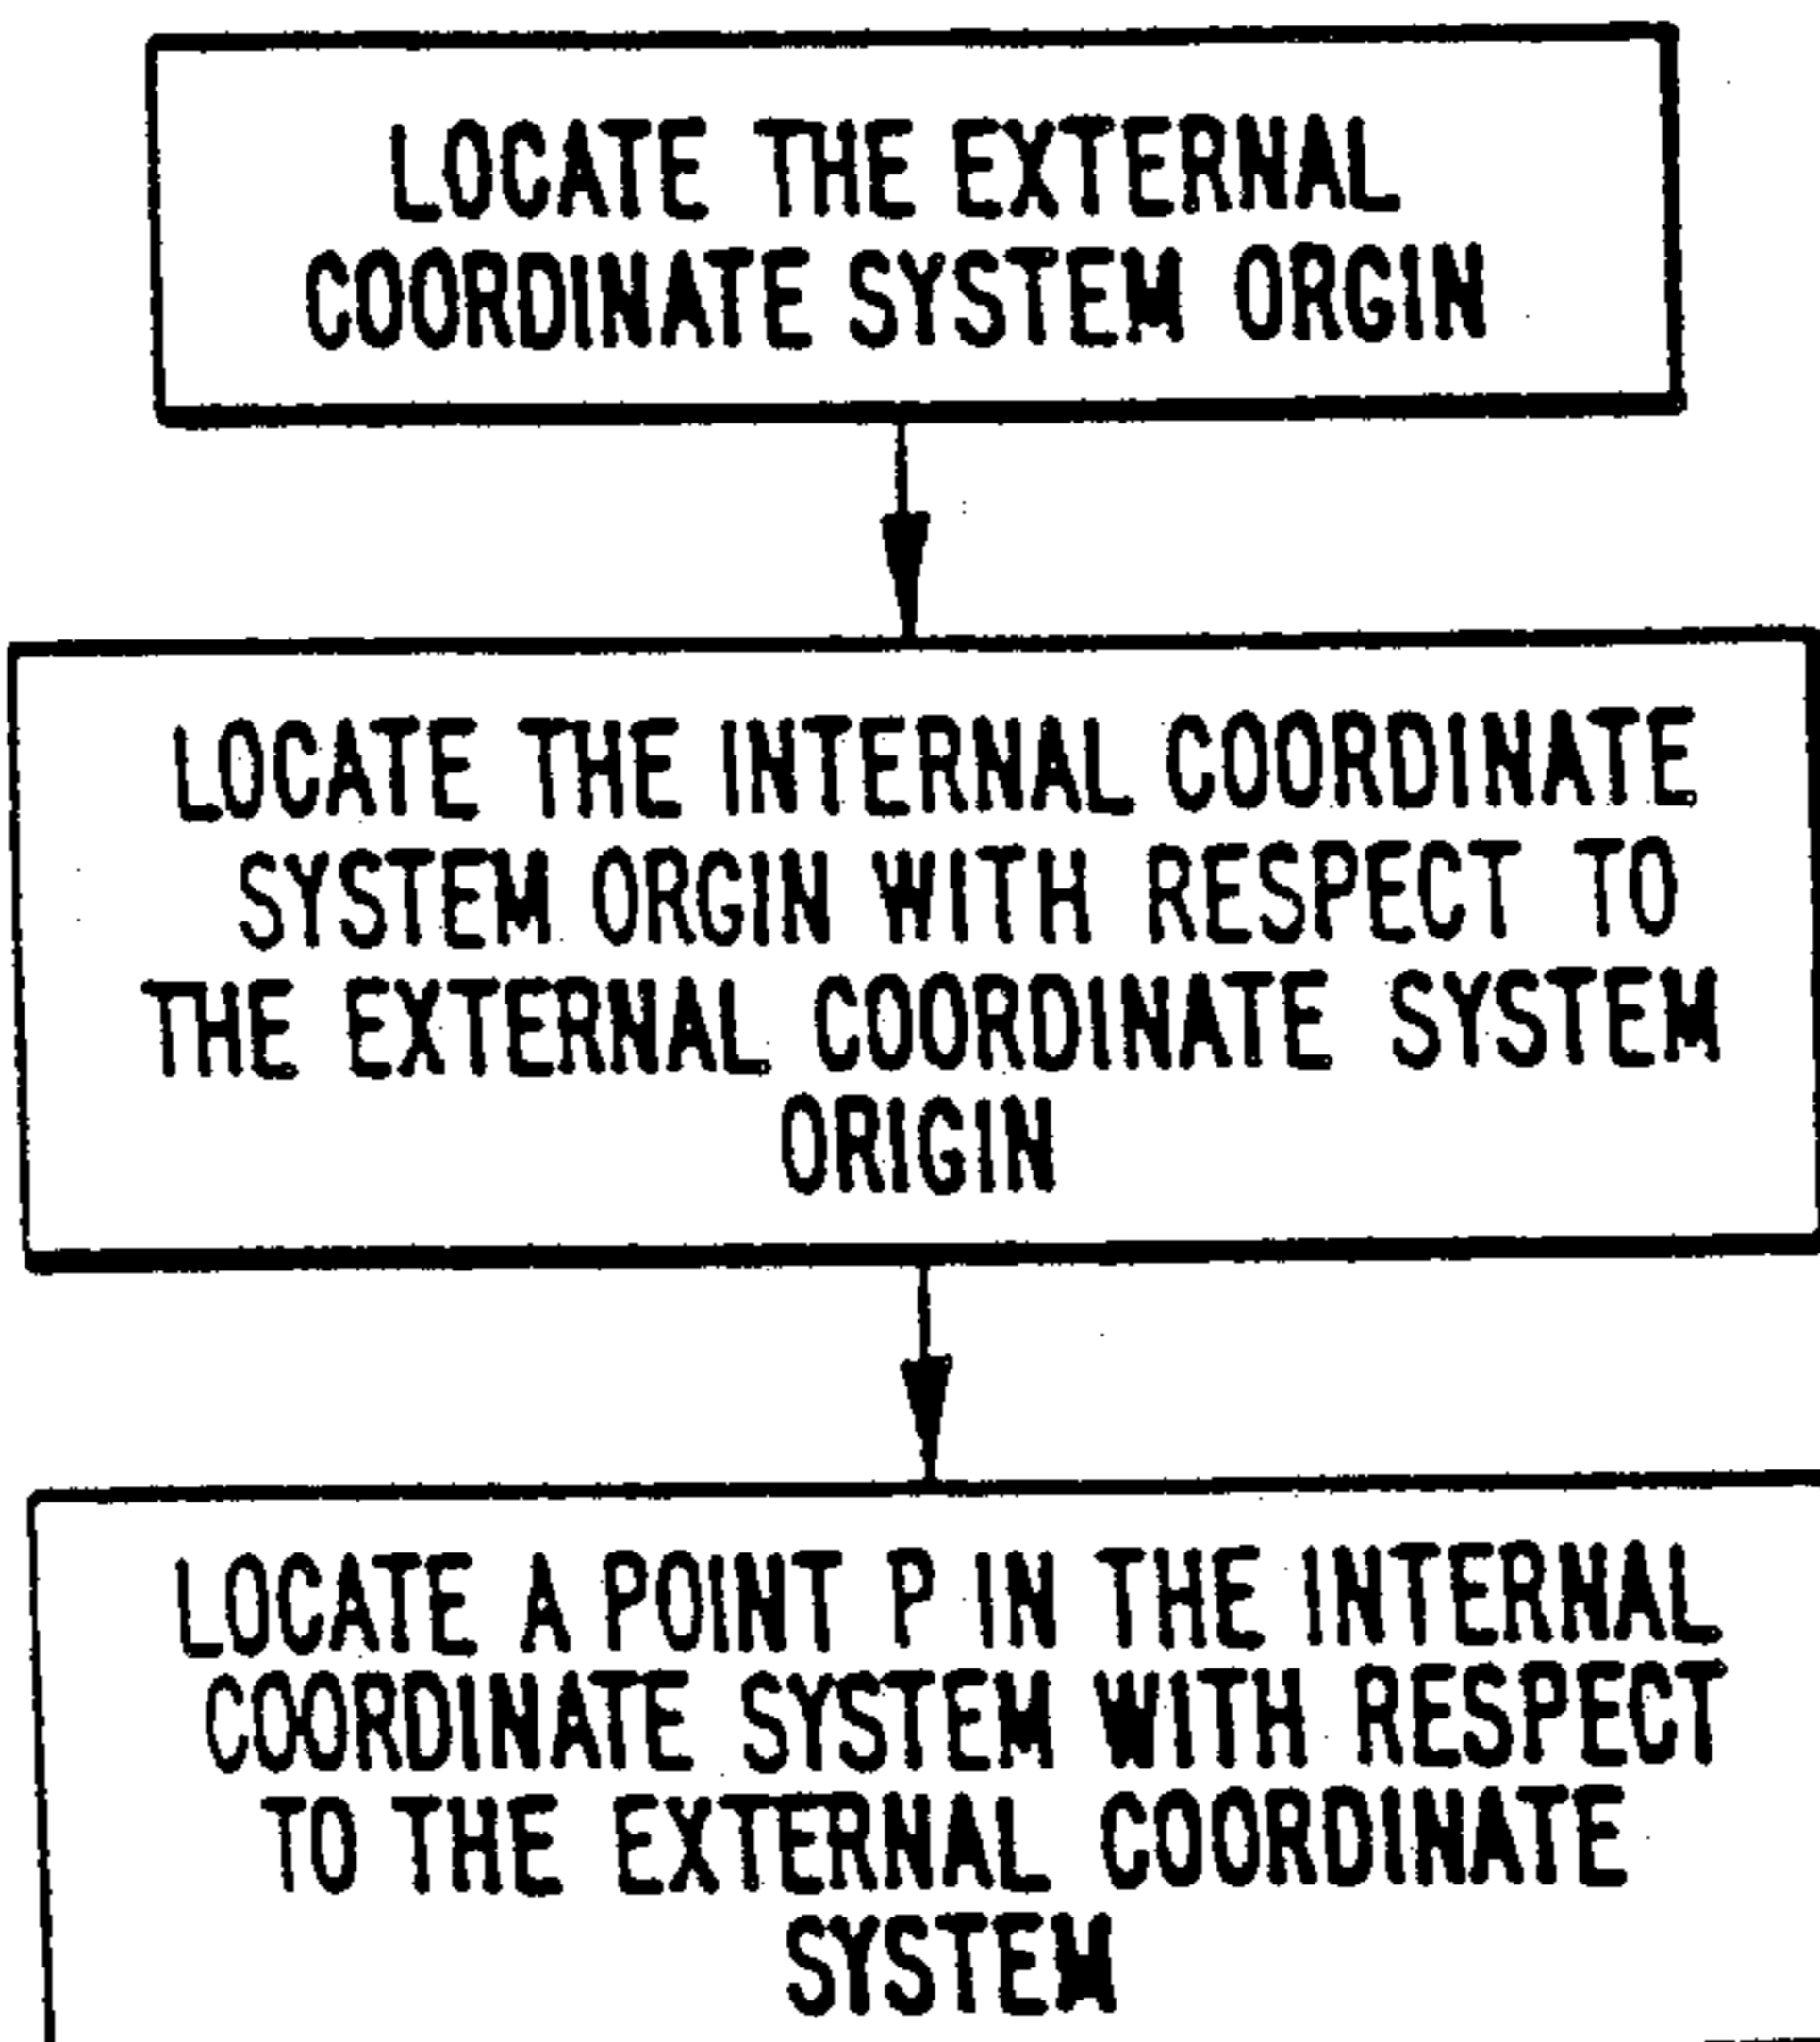 LOCATE THE EXTERNAL
COORDINATE SYSTEM ORGIN
LOCATE THE INTERNAL COORDINATE
SYSTEM ORGIN WITH RESPECT TO
THE EXTERNAL COORDINATE SYSTEM
ORIGIN
LOCATE A POINT P IN THE INTERNAL
COORDINATE SYSTEM WITH RESPECT
TO THE EXTERNAL COORDINATE
SYSTEM